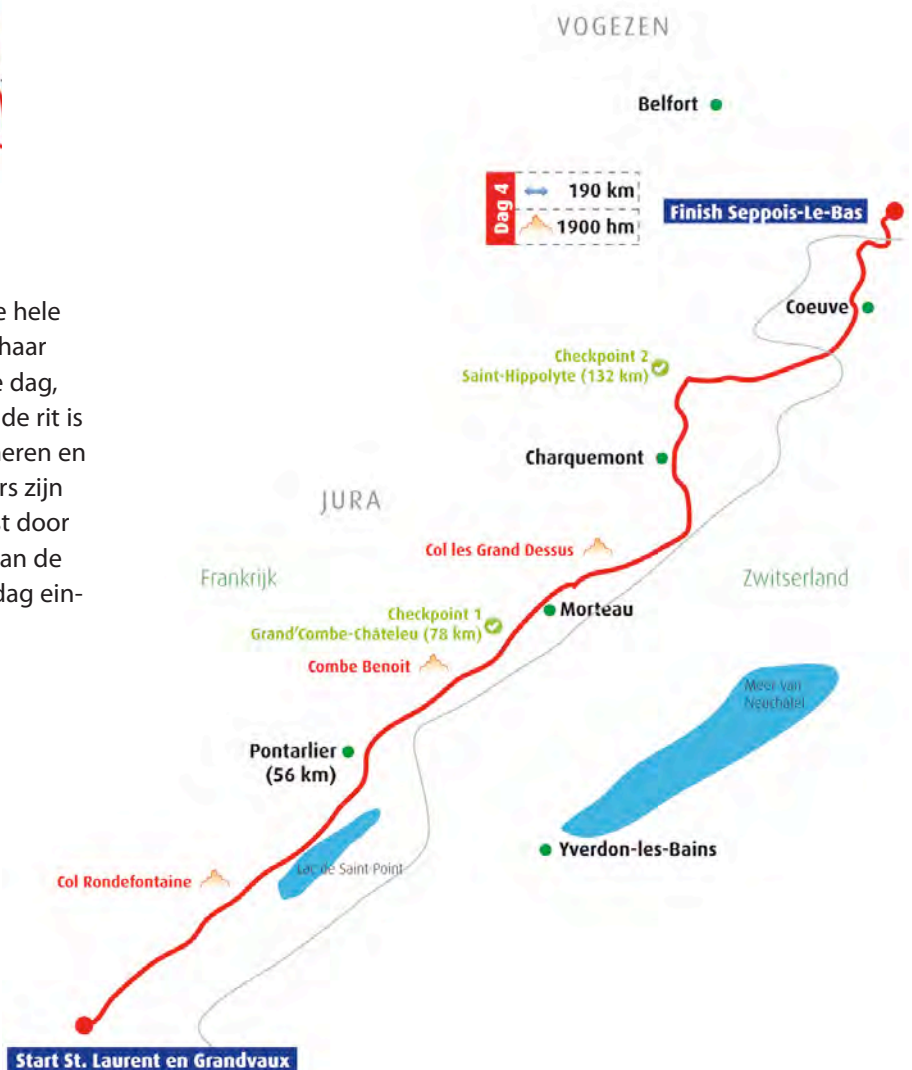 VOGEZEN
Belfort
Dag 4
190 km
1900 hm
Finish Seppois-Le-Bas
Coeuve
e hele
haar
e dag,
de rit is
eren en
rs zijn
st door
an de
dag ein-
Checkpoint 2
Saint-Hippolyte (132 km)
Charquemont
JURA
Col les Grand Dessus
Frankrijk
Zwitserland
Checkpoint 1
Grand'Combe-Châteleu (78 km)
Morteau
Combe Benoit
Meer van
Neuchâtel
Pontarlier
(56 km)
Yverdon-les-Bains
Lac de Saint Point
Col Rondefontaine
Start St. Laurent en Grandvaux